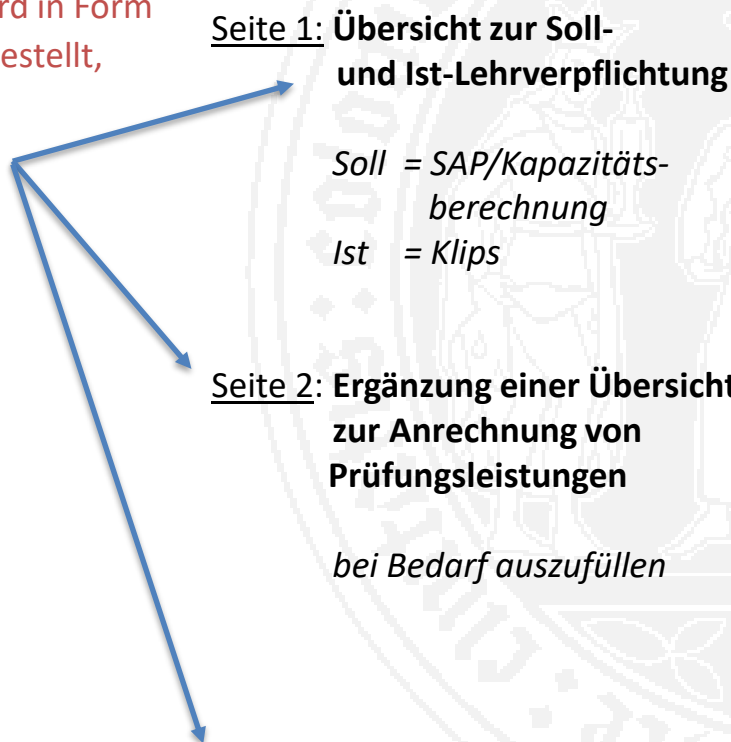 rd in Form
estellt,
Seite 1: Übersicht zur Soll-
und Ist-Lehrverpflichtung
Soll = SAP/Kapazitäts-
berechnung
Ist = Klips
Seite 2: Ergänzung einer Übersicht
zur Anrechnung von
Prüfungsleistungen
bei Bedarf auszufüllen